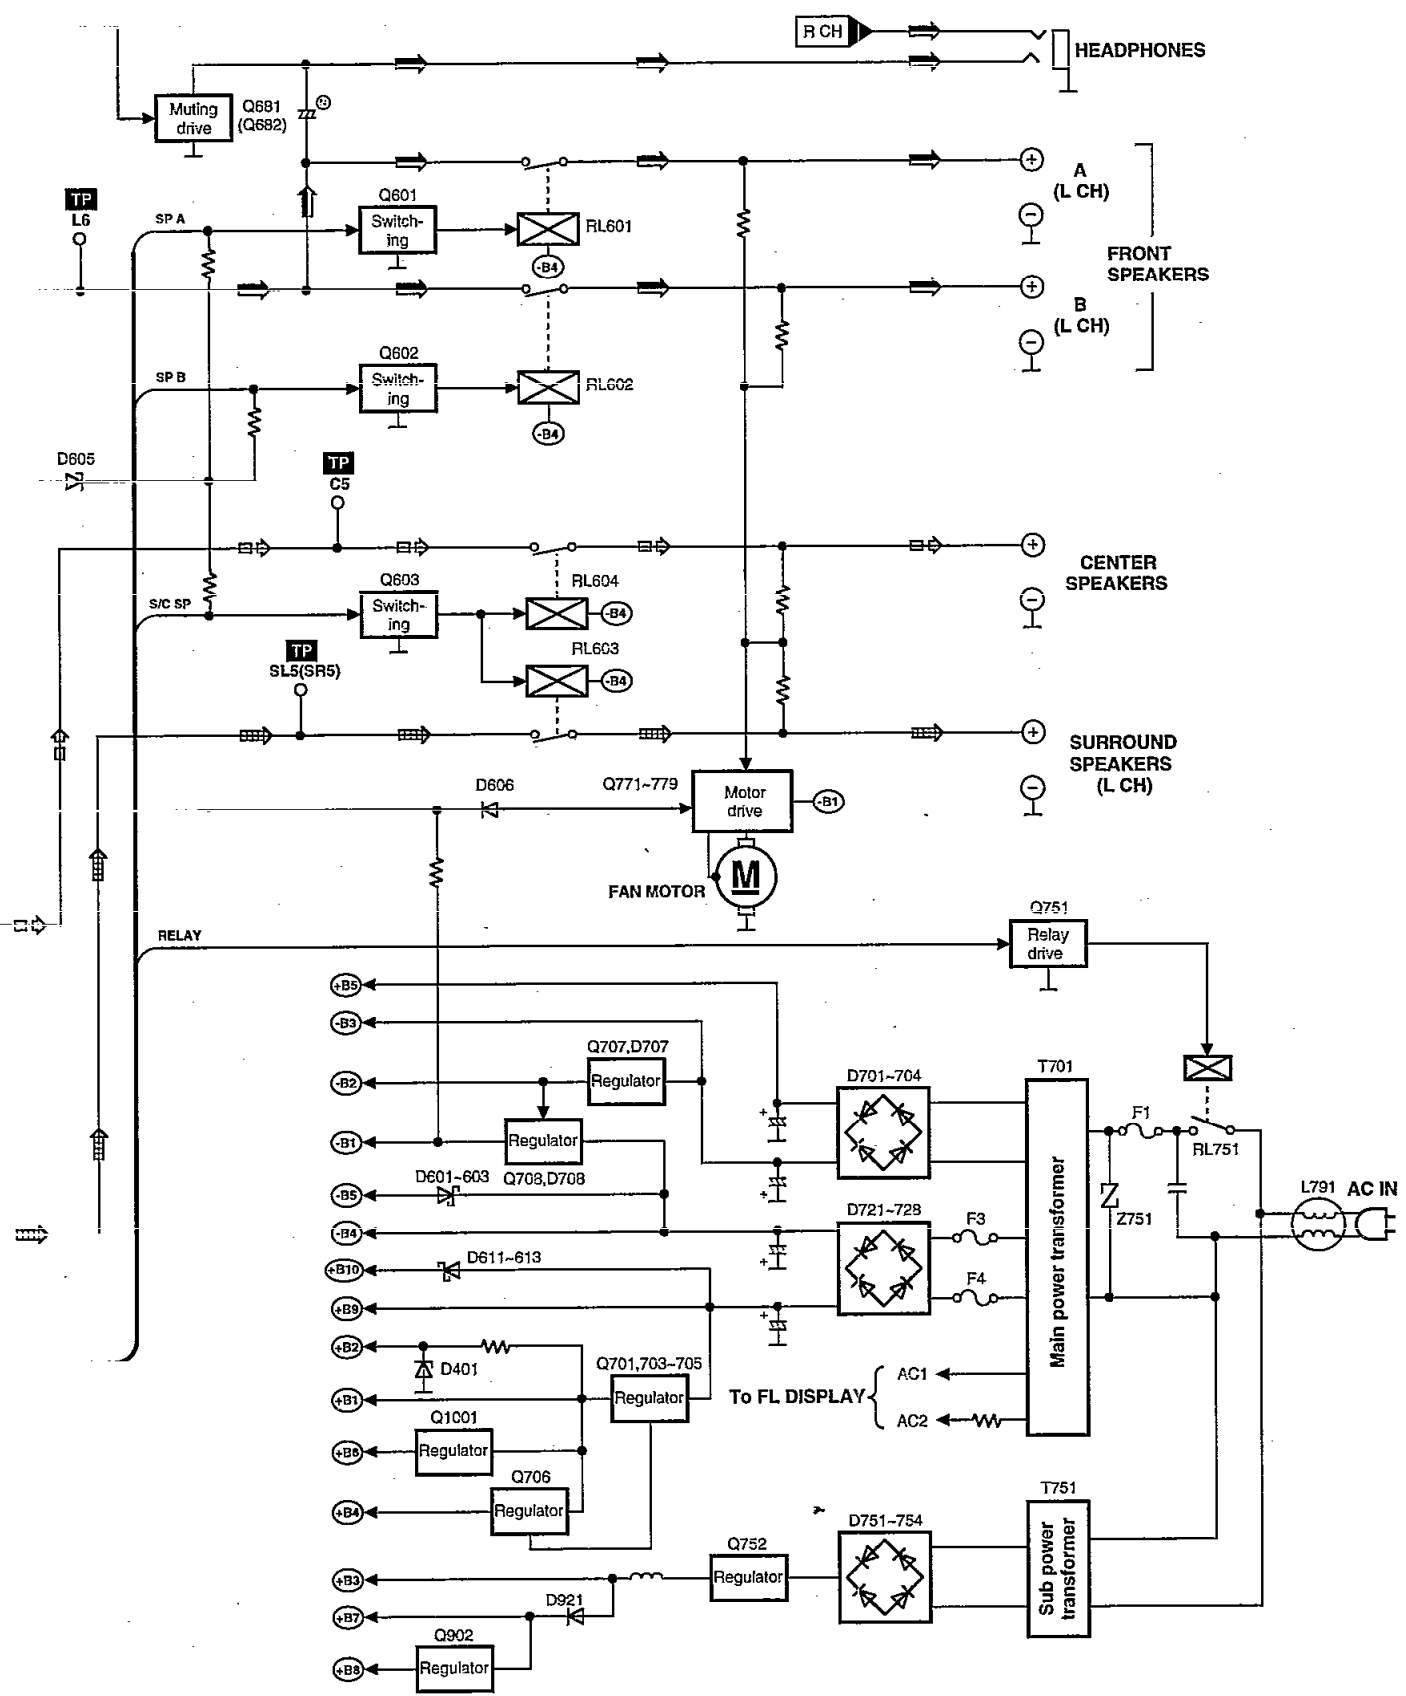 R CH
HEADPHONES
Muting
drive
Q681
(Q682)
TP
L6
SP A
Q601
Switch-
ing
RL601
-B4
A
(L CH)
FRONT
SPEAKERS
B
(L CH)
SP B
Q602
Switch-
ing
RL602
-B4
D605
TP
C5
S/C SP
Q603
Switch-
ing
RL604
-B4
RL603
-B4
CENTER
SPEAKERS
TP
SL5(SR5)
SURROUND
SPEAKERS
(L CH)
D606
Q771~779
Motor
drive
-B1
M
FAN MOTOR
RELAY
Q751
Relay
drive
+B5
-B3
Q707,D707
Regulator
-B2
Regulator
Q708,D708
-B1
D601~603
-B5
-B4
D611~613
+B10
+B9
+B2
D401
Q701,703~705
Regulator
+B1
Q1001
Regulator
+B6
Q706
Regulator
+B4
D701~704
T701
Main power transformer
F1
RL751
Z751
L791
AC IN
D721~728
F3
F4
To FL DISPLAY
AC1
AC2
T751
Sub power
transformer
D751~754
Q752
Regulator
+B3
D921
+B7
Q902
Regulator
+B8